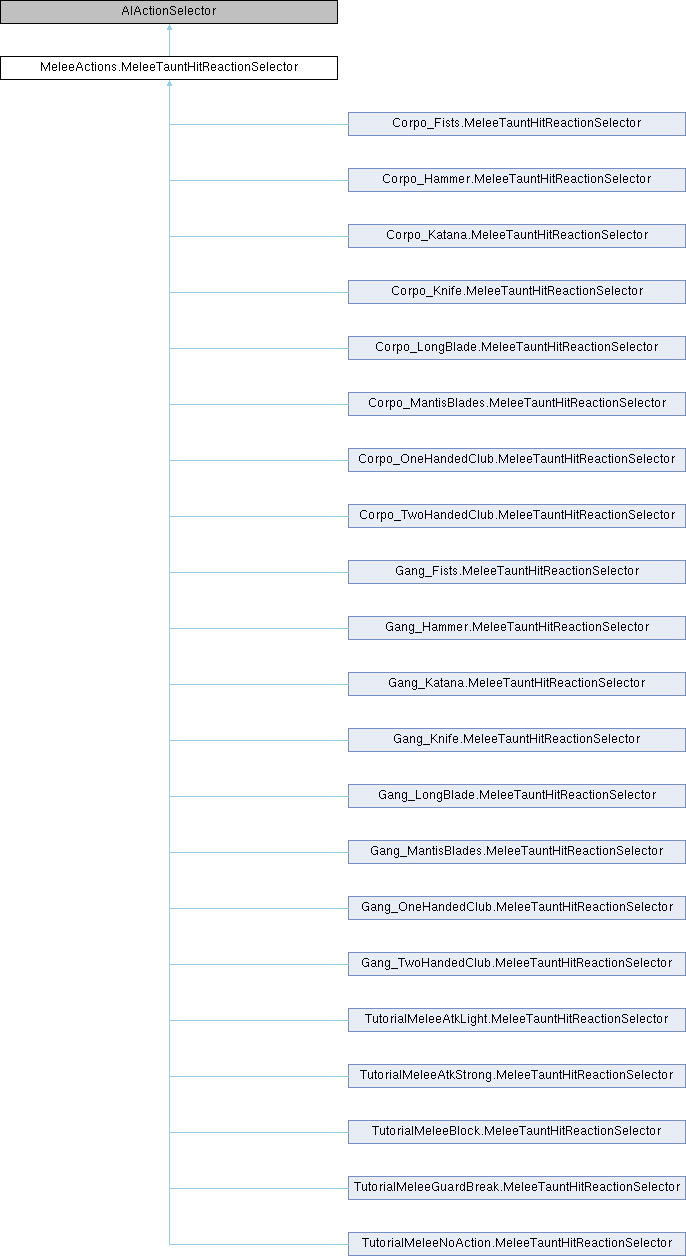 AIActionSelector
MeleeActions.MeleeTauntHitReactionSelector
Corpo_Fists.MeleeTauntHitReactionSelector
Corpo_Hammer.MeleeTauntHitReactionSelector
Corpo_Katana.MeleeTauntHitReactionSelector
Corpo_Knife.MeleeTauntHitReactionSelector
Corpo_LongBlade.MeleeTauntHitReactionSelector
Corpo_MantisBlades.MeleeTauntHitReactionSelector
Corpo_OneHandedClub.MeleeTauntHitReactionSelector
Corpo_TwoHandedClub.MeleeTauntHitReactionSelector
Gang_Fists.MeleeTauntHitReactionSelector
Gang_Hammer.MeleeTauntHitReactionSelector
Gang_Katana.MeleeTauntHitReactionSelector
Gang_Knife.MeleeTauntHitReactionSelector
Gang_LongBlade.MeleeTauntHitReactionSelector
Gang_MantisBlades.MeleeTauntHitReactionSelector
Gang_OneHandedClub.MeleeTauntHitReactionSelector
Gang_TwoHandedClub.MeleeTauntHitReactionSelector
TutorialMeleeAtkLight.MeleeTauntHitReactionSelector
TutorialMeleeAtkStrong.MeleeTauntHitReactionSelector
TutorialMeleeBlock.MeleeTauntHitReactionSelector
TutorialMeleeGuardBreak.MeleeTauntHitReactionSelector
TutorialMeleeNoAction.MeleeTauntHitReactionSelector